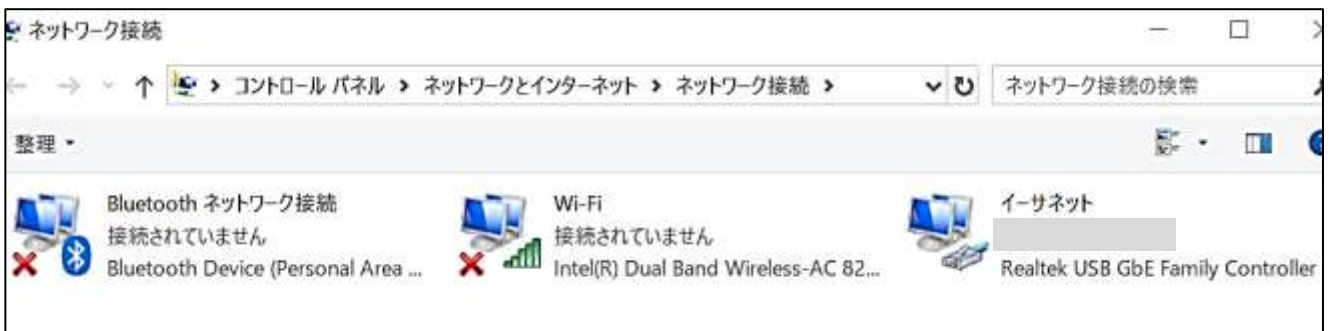 ネットワーク接続
コントロール パネル > ネットワークとインターネット > ネットワーク接続 >
ネットワーク接続の検索
整理
Bluetooth ネットワーク接続
接続されていません
Bluetooth Device (Personal Area ...
Wi-Fi
接続されていません
Intel(R) Dual Band Wireless-AC 82...
イーサネット
Realtek USB GbE Family Controller